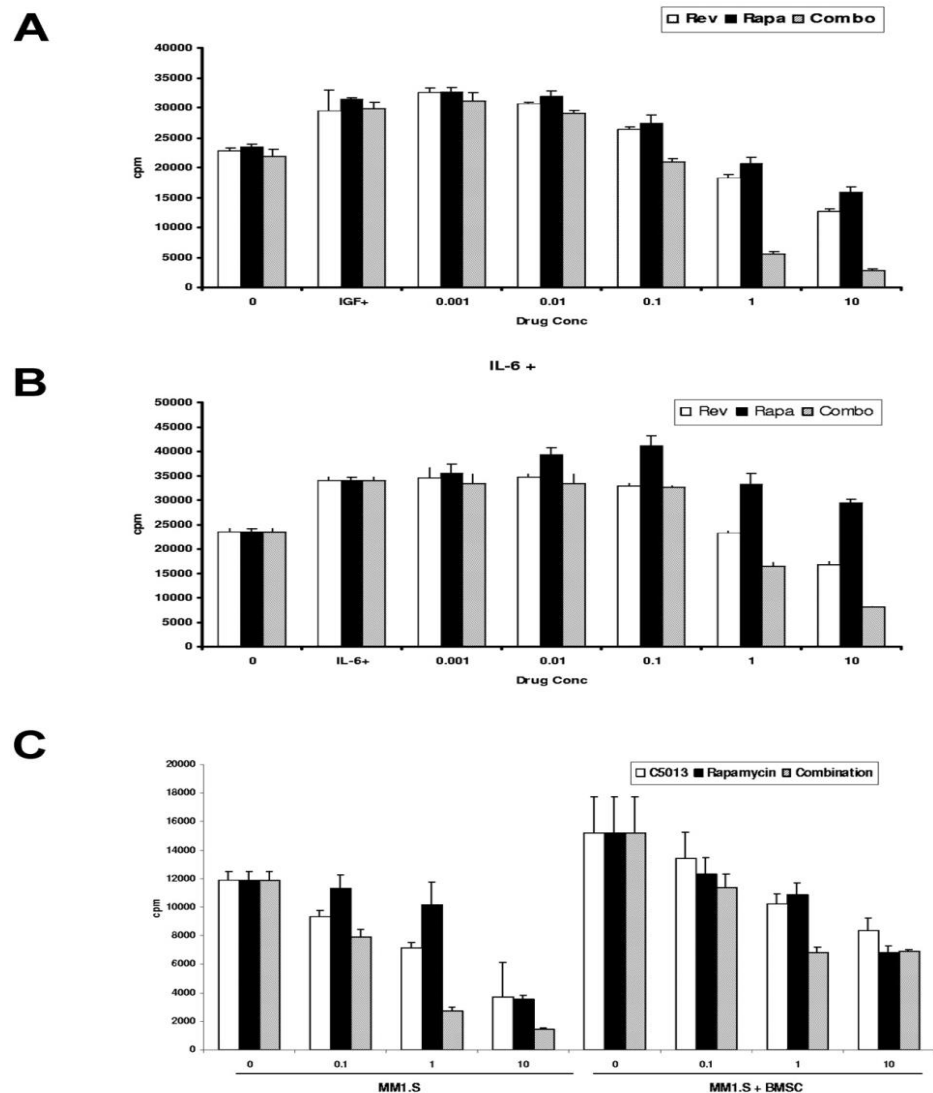 A
Rev Rapa Combo
40000
35000
30000
25000
20000
15000
10000
5000
0
cpm
0 IGF+ 0.001 0.01 0.1 1 10
Drug Conc
IL-6 +
B
Rev Rapa Combo
50000
45000
40000
35000
30000
25000
20000
15000
10000
5000
0
cpm
0 IL-6+ 0.001 0.01 0.1 1 10
Drug Conc
C
C5013 Rapamycin Combination
20000
18000
16000
14000
12000
10000
8000
6000
4000
2000
0
cpm
0 0.1 1 10 0 0.1 1 10
MM1.S MM1.S + BMSC